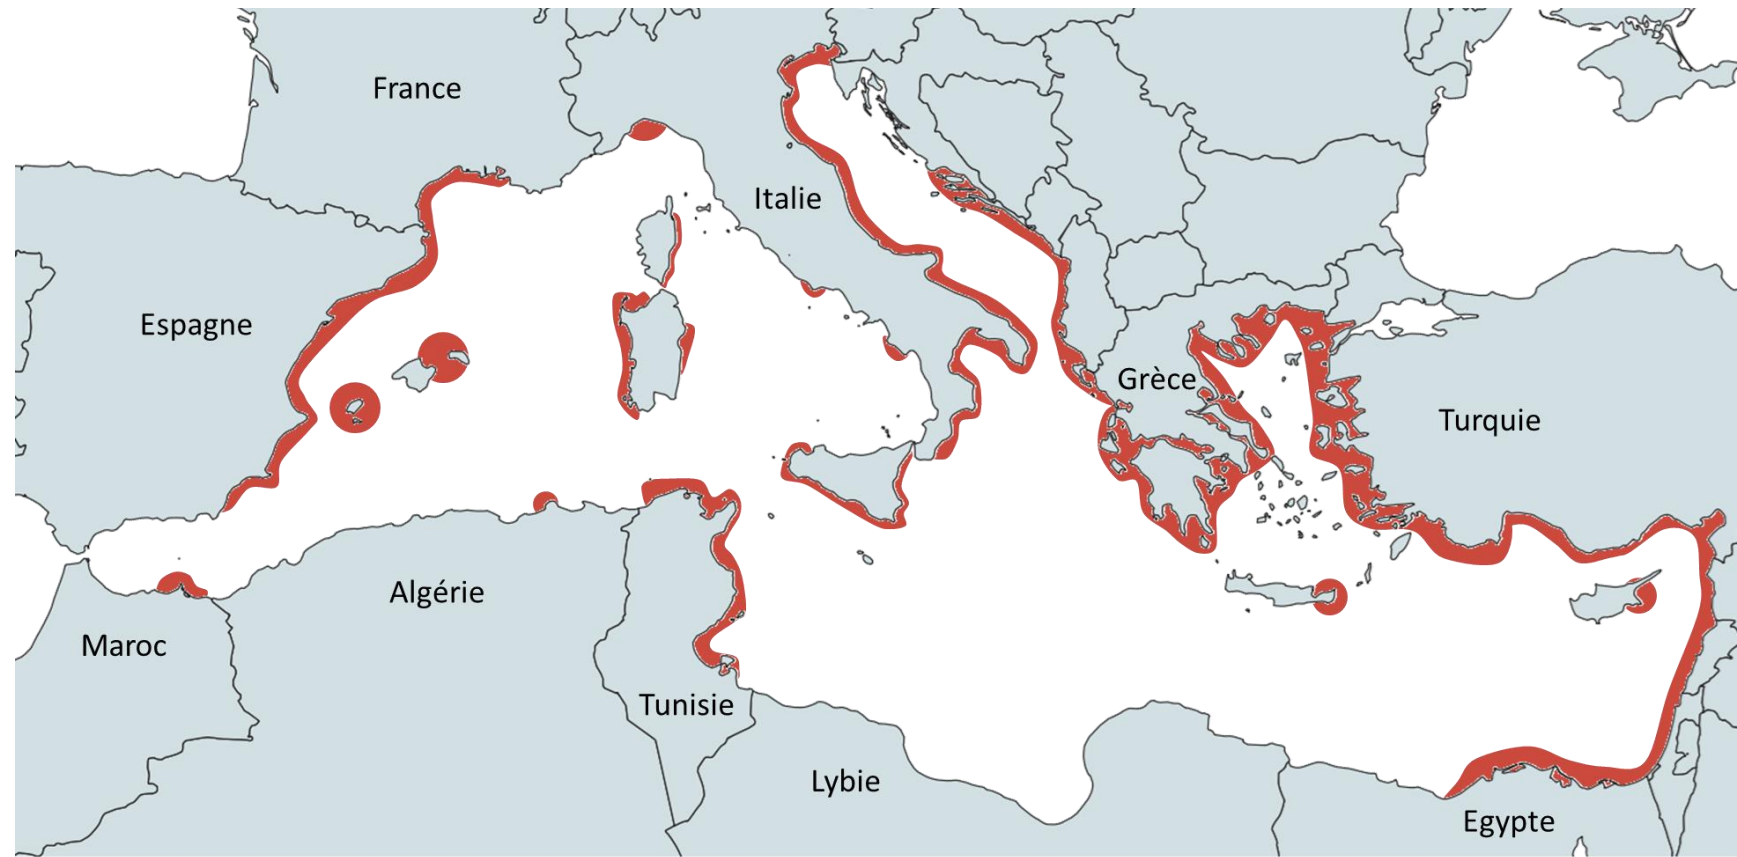 France
Italie
Espagne
Grèce
Turquie
Algérie
Maroc
Tunisie
Lybie
Egypte